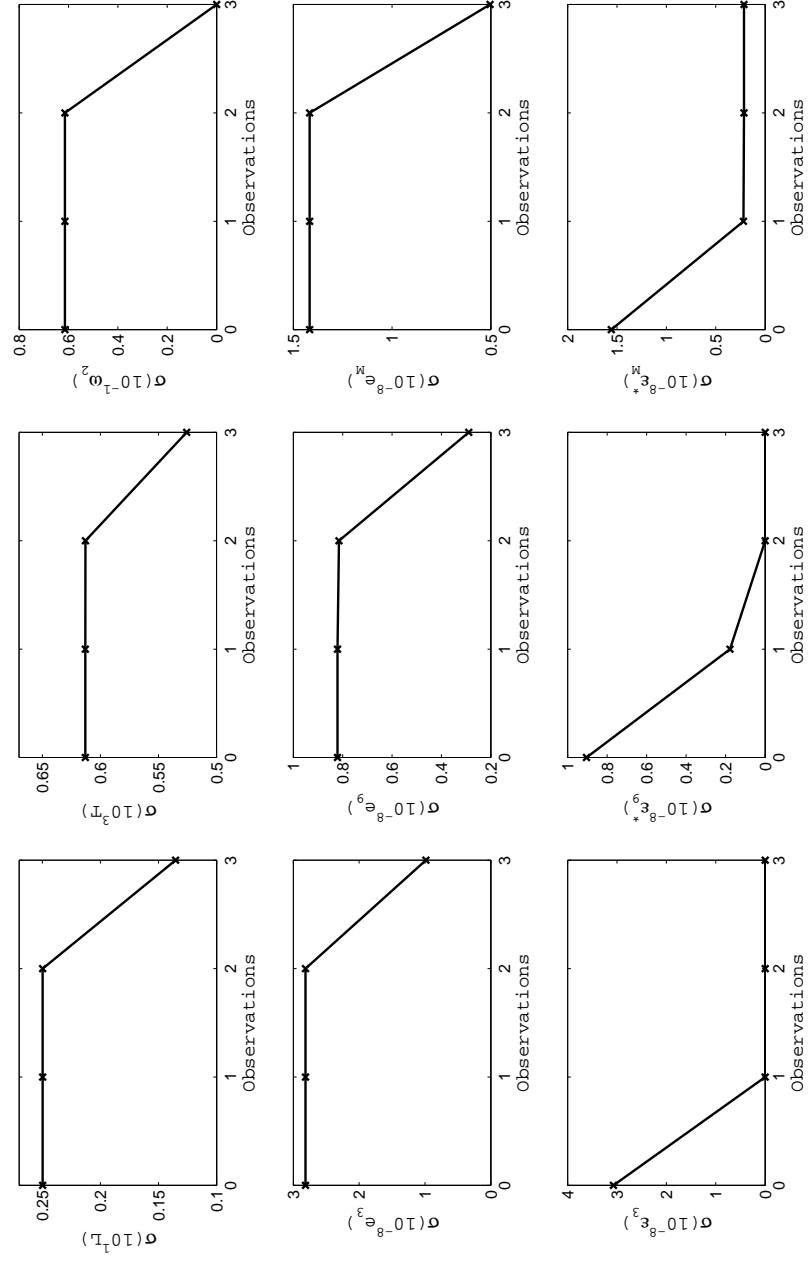 σ(10¹L)
0.25
0.2
0.15
0.1
0 1 2 3
Observations
σ(10³T)
0.65
0.6
0.55
0.5
0 1 2 3
Observations
σ(10⁻¹ω₂)
0.8
0.6
0.4
0.2
0
0 1 2 3
Observations
σ(10⁻⁸e₃)
3
2
1
0
0 1 2 3
Observations
σ(10⁻⁸e₉)
1
0.8
0.6
0.4
0.2
0 1 2 3
Observations
σ(10⁻⁸e_M)
1.5
1
0.5
0 1 2 3
Observations
σ(10⁻⁸ε₃)
4
3
2
1
0
0 1 2 3
Observations
σ(10⁻⁸ε₉*)
1
0.8
0.6
0.4
0.2
0
0 1 2 3
Observations
σ(10⁻⁸ε_M*)
2
1.5
1
0.5
0
0 1 2 3
Observations